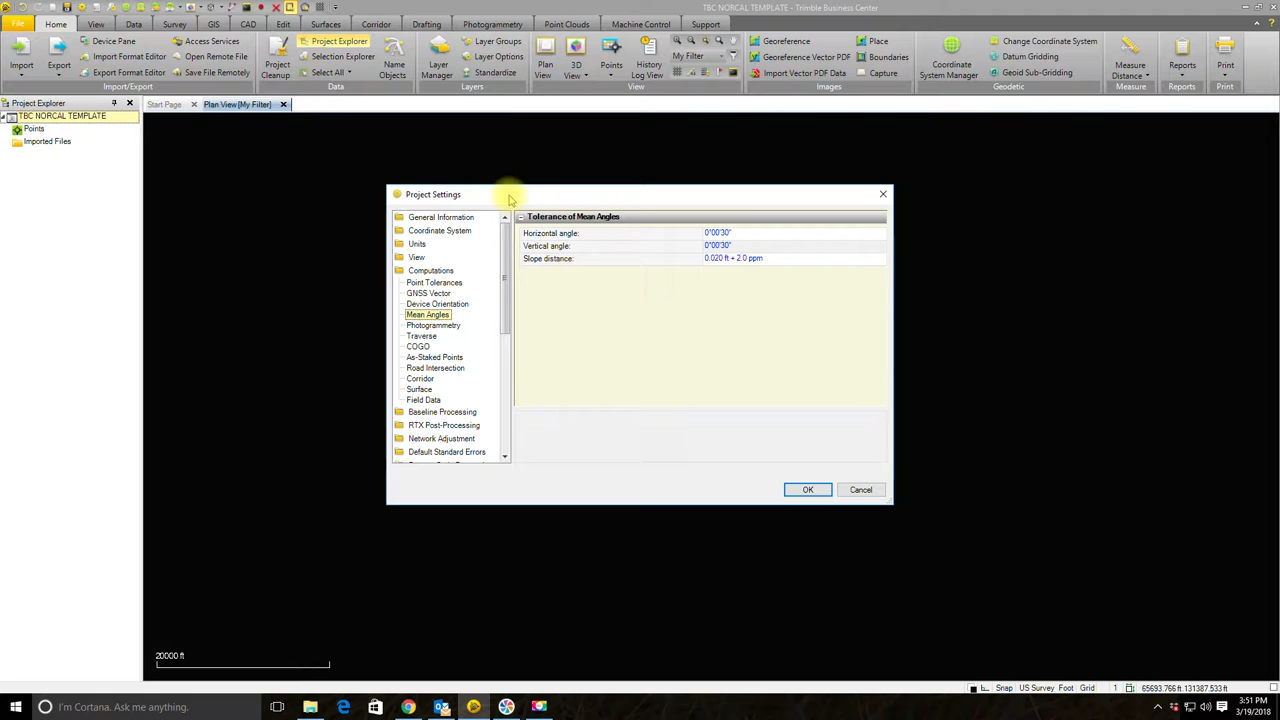 TBC NORCAL TEMPLATE - Trimble Business Center
File Home View Data Survey GIS CAD Edit Surfaces Corridor Drafting Photogrammetry Point Clouds Machine Control Support
Import
Export
Device Pane
Import Format Editor
Export Format Editor
Access Services
Open Remote File
Save File Remotely
Import/Export
Project Cleanup
Project Explorer
Selection Explorer
Select All
Name Objects
Data
Layer Manager
Layer Groups
Layer Options
Standardize
Layers
Plan View
3D View
Points
History Log View
My Filter
View
Georeference
Georeference Vector PDF
Import Vector PDF Data
Place
Boundaries
Capture
Images
Coordinate System Manager
Change Coordinate System
Datum Gridding
Geoid Sub-Gridding
Geodetic
Measure Distance
Measure
Reports
Reports
Print
Print
Project Explorer
TBC NORCAL TEMPLATE
Points
Imported Files
Start Page
Plan View [My Filter]
Project Settings
General Information
Coordinate System
Units
View
Computations
Point Tolerances
GNSS Vector
Device Orientation
Mean Angles
Photogrammetry
Traverse
COGO
As-Staked Points
Road Intersection
Corridor
Surface
Field Data
Baseline Processing
RTX Post-Processing
Network Adjustment
Default Standard Errors
Tolerance of Mean Angles
Horizontal angle: 0°00'30"
Vertical angle: 0°00'30"
Slope distance: 0.020 ft + 2.0 ppm
OK Cancel
20000 ft
Snap US Survey Foot Grid 1 65693.766 ft.131387.533 ft
I'm Cortana. Ask me anything.
3:51 PM
3/19/2018